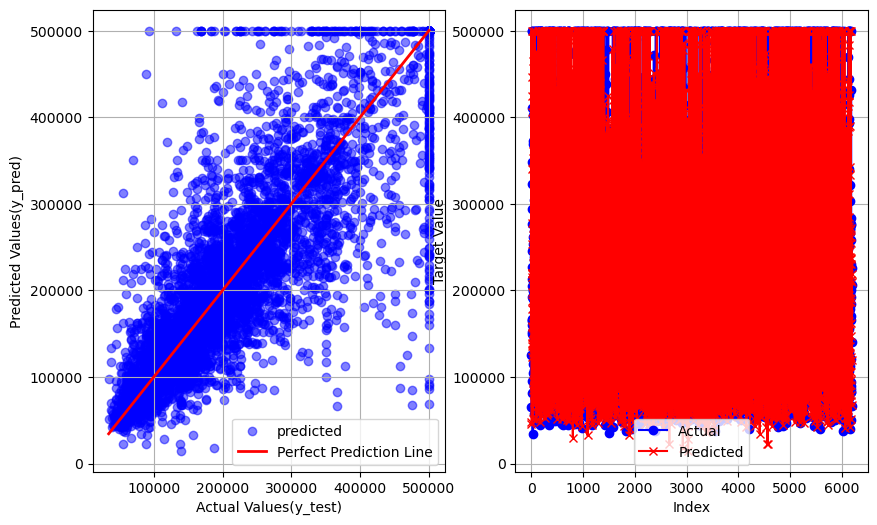 500000
400000
300000
200000
100000
0
Predicted Values(y_pred)
predicted
Perfect Prediction Line
100000 200000 300000 400000 500000
Actual Values(y_test)
500000
400000
300000
200000
100000
0
Target Value
Actual
Predicted
0 1000 2000 3000 4000 5000 6000
Index